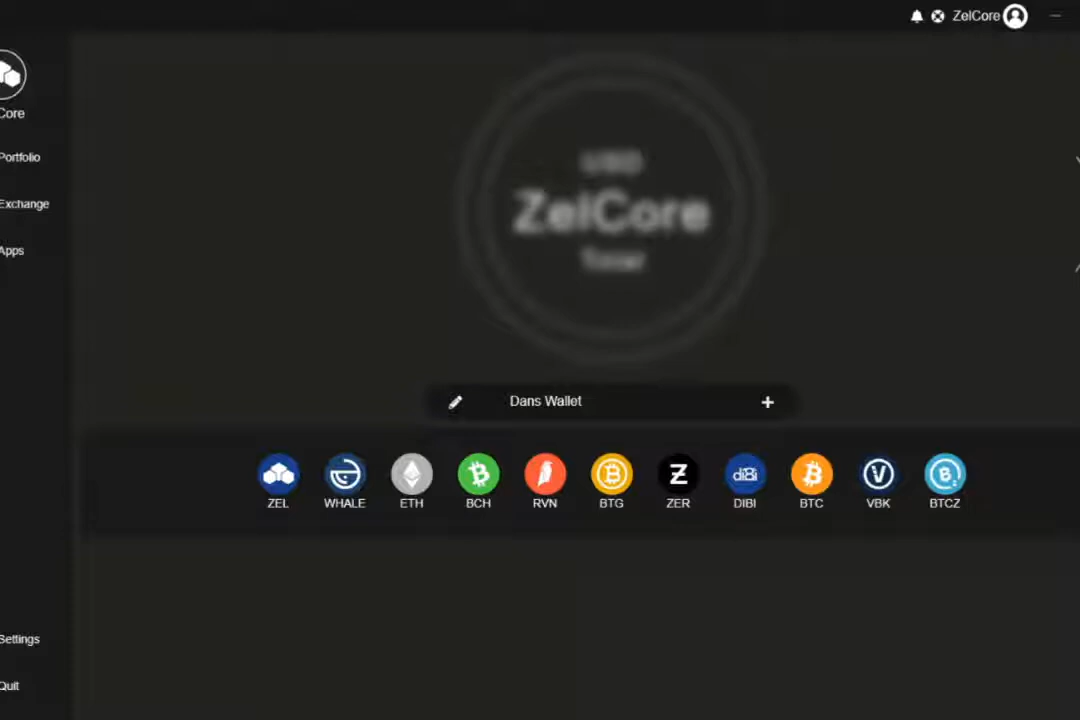 ZelCore
Core
Portfolio
Exchange
Apps
USD
ZelCore
Dans Wallet
ZEL WHALE ETH BCH RVN BTG ZER DIBI BTC VBK BTCZ
Settings
Quit